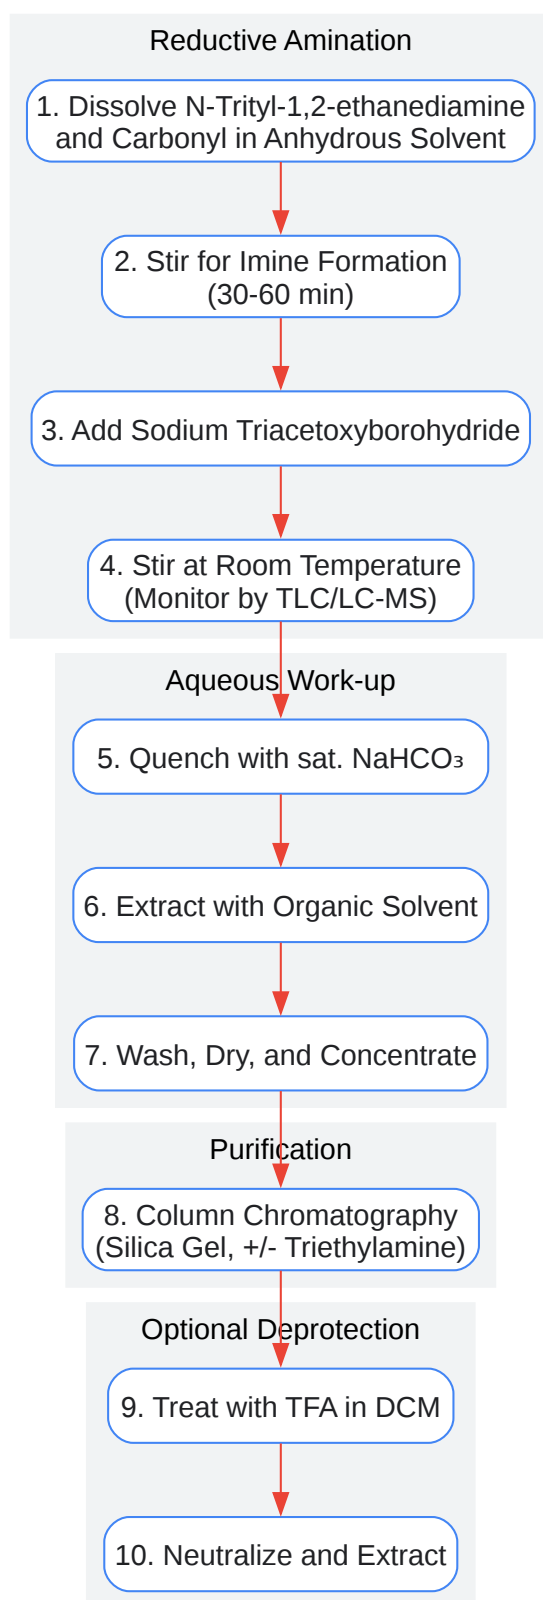 Reductive Amination
1. Dissolve N-Trityl-1,2-ethanediamine
and Carbonyl in Anhydrous Solvent
2. Stir for Imine Formation
(30-60 min)
3. Add Sodium Triacetoxyborohydride
4. Stir at Room Temperature
(Monitor by TLC/LC-MS)
Aqueous Work-up
5. Quench with sat. NaHCO₃
6. Extract with Organic Solvent
7. Wash, Dry, and Concentrate
Purification
8. Column Chromatography
(Silica Gel, +/- Triethylamine)
Optional Deprotection
9. Treat with TFA in DCM
10. Neutralize and Extract